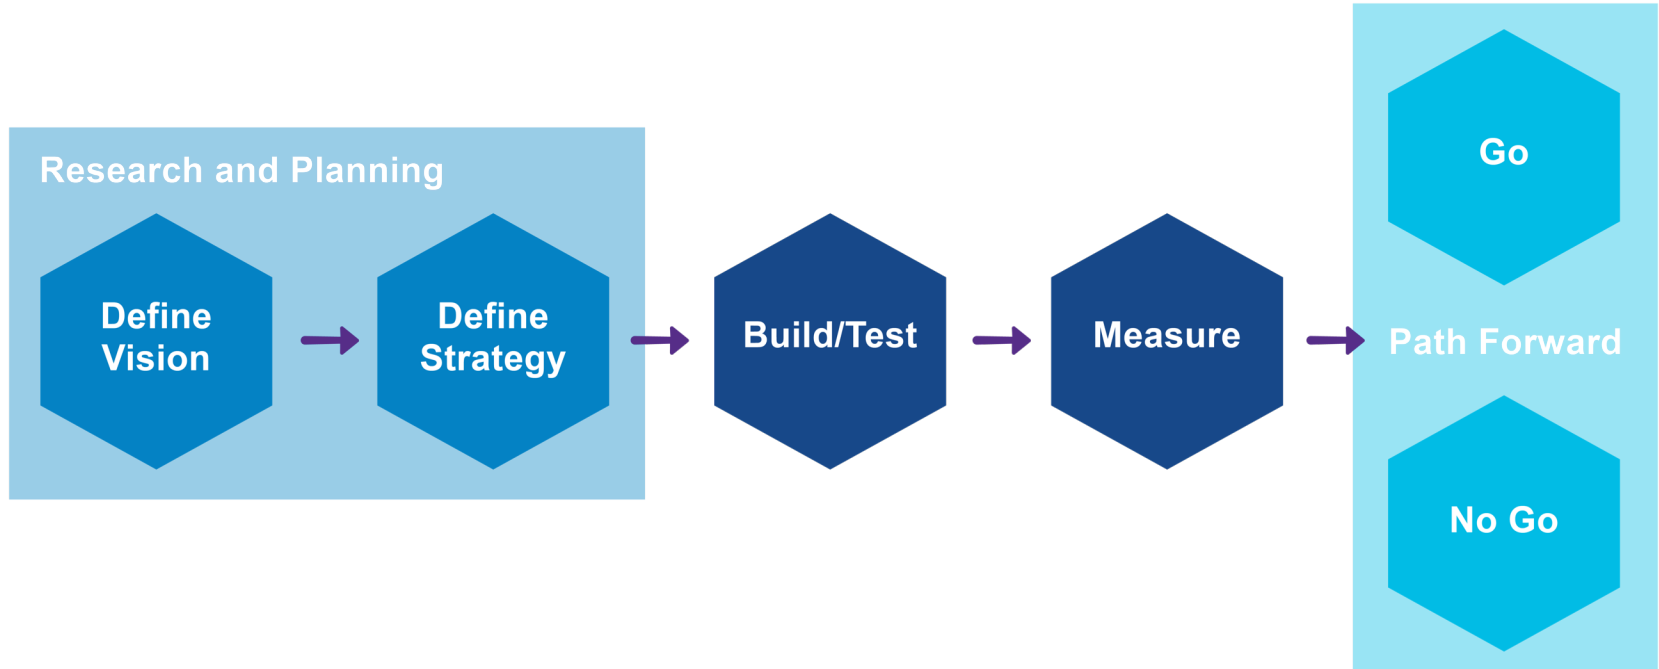 Research and Planning
Define
Vision
Define
Strategy
Build/Test
Measure
Go
Path Forward
No Go